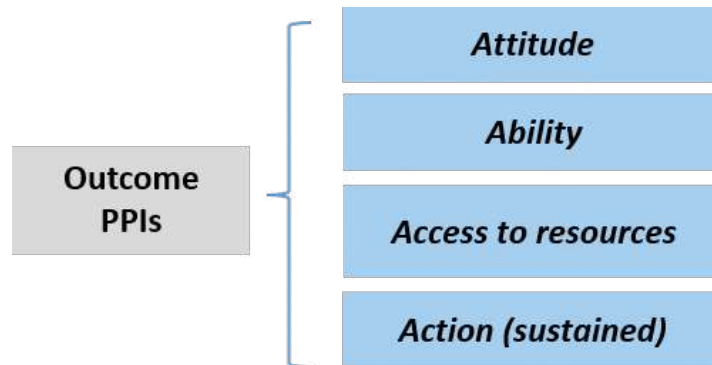 Outcome
PPIs
Attitude
Ability
Access to resources
Action (sustained)